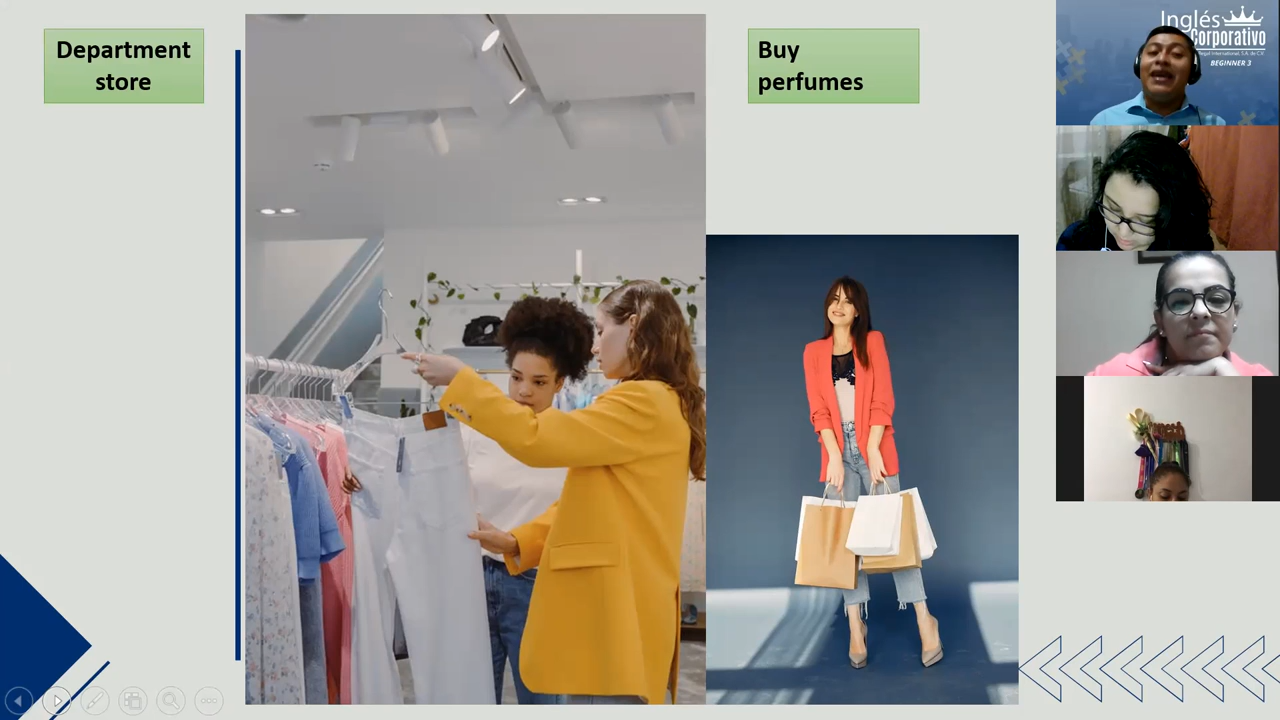 Department
store
Buy
perfumes
Inglés
Corporativo
BEGINNER 3